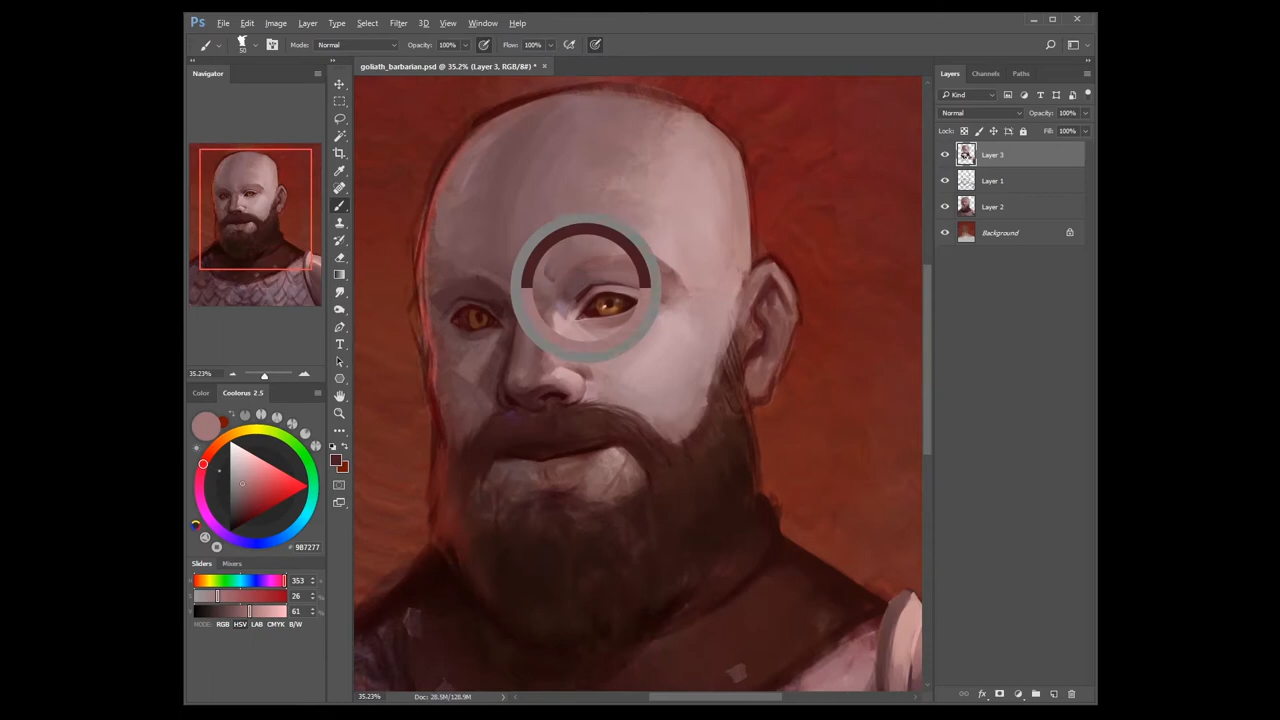 Ps File Edit Image Layer Type Select Filter 3D View Window Help
50 Mode: Normal Opacity: 100% Flow: 100%
Navigator
goliath_barbarian.psd @ 35.2% (Layer 3, RGB/8#) * ×
Layers Channels Paths
Kind
Normal Opacity: 100%
Lock: Fill: 100%
Layer 3
Layer 1
Layer 2
Background
35.23%
Color Coolorus 2.5
# 987277
Sliders Mixers
H 353
S 26 %
V 61 %
MODE: RGB HSV LAB CMYK B/W
35.23% Doc: 28.5M/128.9M